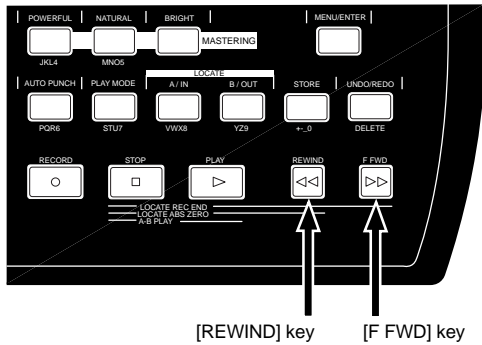 POWERFUL NATURAL BRIGHT MENU/ENTER
MASTERING
JKL4 MNO5
LOCATE
AUTO PUNCH PLAY MODE A / IN B / OUT STORE UNDO/REDO
PQR6 STU7 VWX8 YZ9 +-_0 DELETE
RECORD STOP PLAY REWIND F FWD
LOCATE REC END
LOCATE ABS ZERO
A-B PLAY
[REWIND] key [F FWD] key